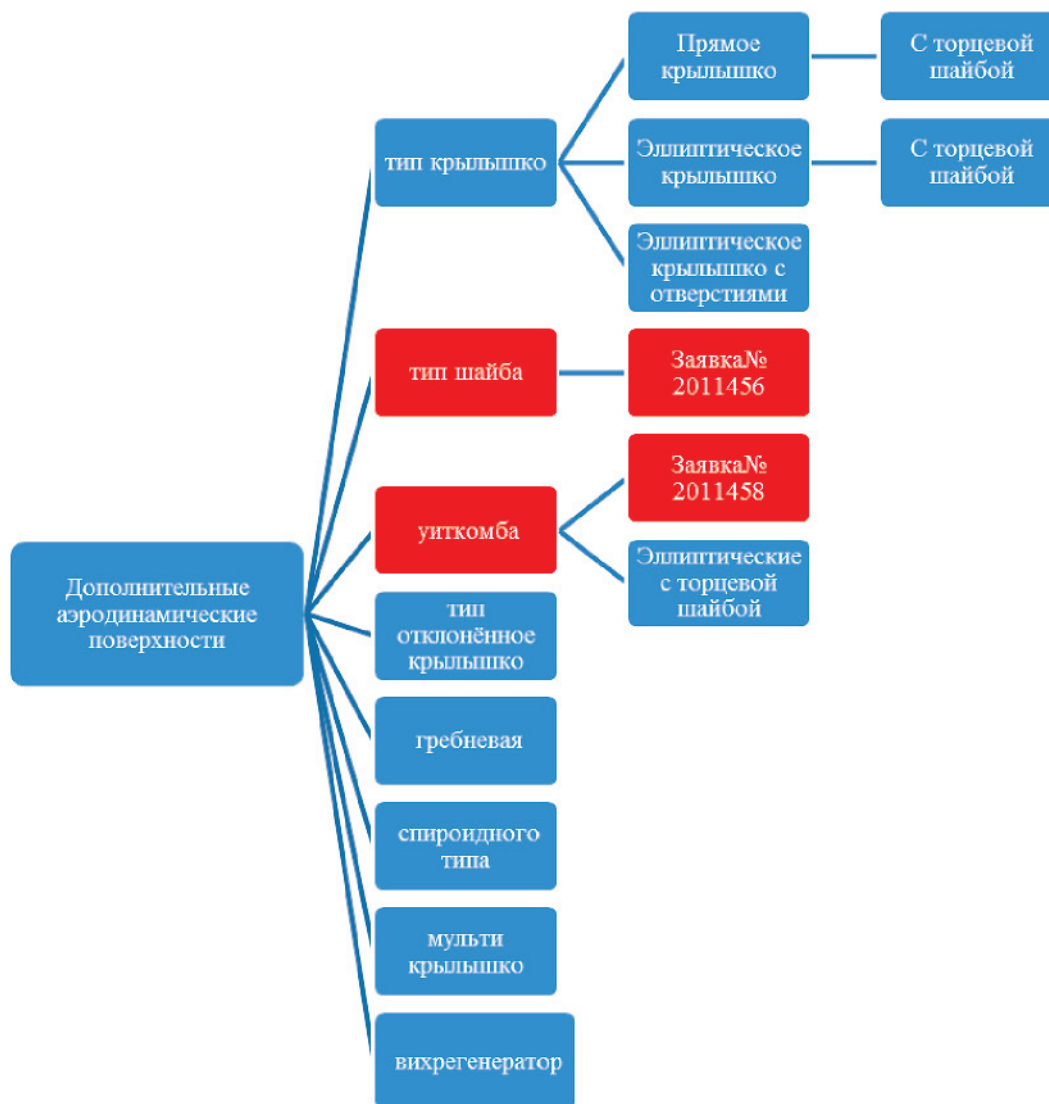 Прямое
крылышко
С торцевой
шайбой
тип крылышко
Эллиптическое
крылышко
С торцевой
шайбой
Эллиптическое
крылышко с
отверстиями
тип шайба
Заявка№
2011456
Заявка№
2011458
уиткомба
Эллиптические
с торцевой
шайбой
Дополнительные
аэродинамические
поверхности
тип
отклонённое
крылышко
гребневая
спироидного
типа
мульти
крылышко
вихрегенератор